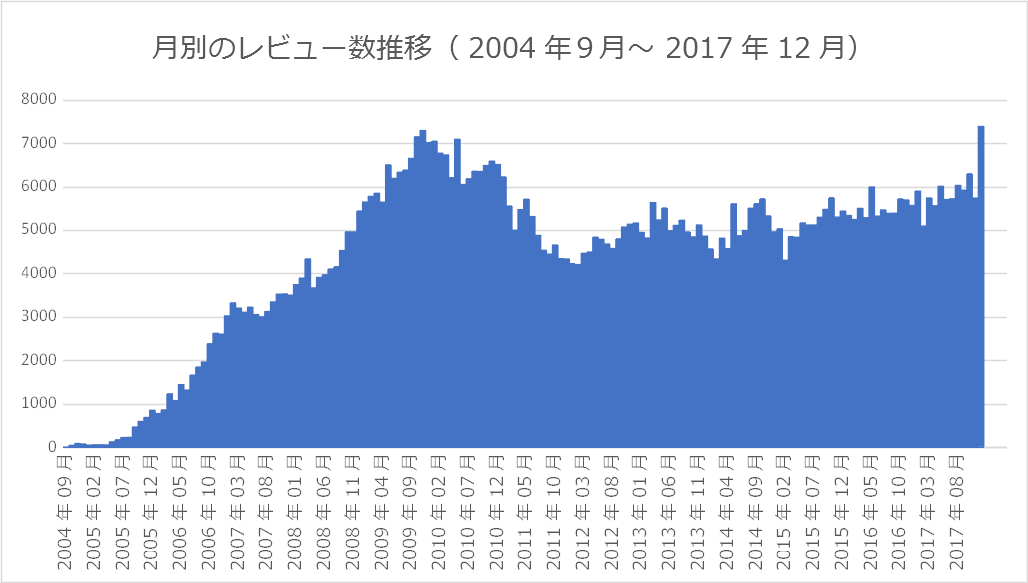 月別のレビュー数推移（ 2004 年９月～ 2017 年 12 月）
8000
7000
6000
5000
4000
3000
2000
1000
0
2004 年 09 月
2005 年 02 月
2005 年 07 月
2005 年 12 月
2006 年 05 月
2006 年 10 月
2007 年 03 月
2007 年 08 月
2008 年 01 月
2008 年 06 月
2008 年 11 月
2009 年 04 月
2009 年 09 月
2010 年 02 月
2010 年 07 月
2010 年 12 月
2011 年 05 月
2011 年 10 月
2012 年 03 月
2012 年 08 月
2013 年 01 月
2013 年 06 月
2013 年 11 月
2014 年 04 月
2014 年 09 月
2015 年 02 月
2015 年 07 月
2015 年 12 月
2016 年 05 月
2016 年 10 月
2017 年 03 月
2017 年 08 月